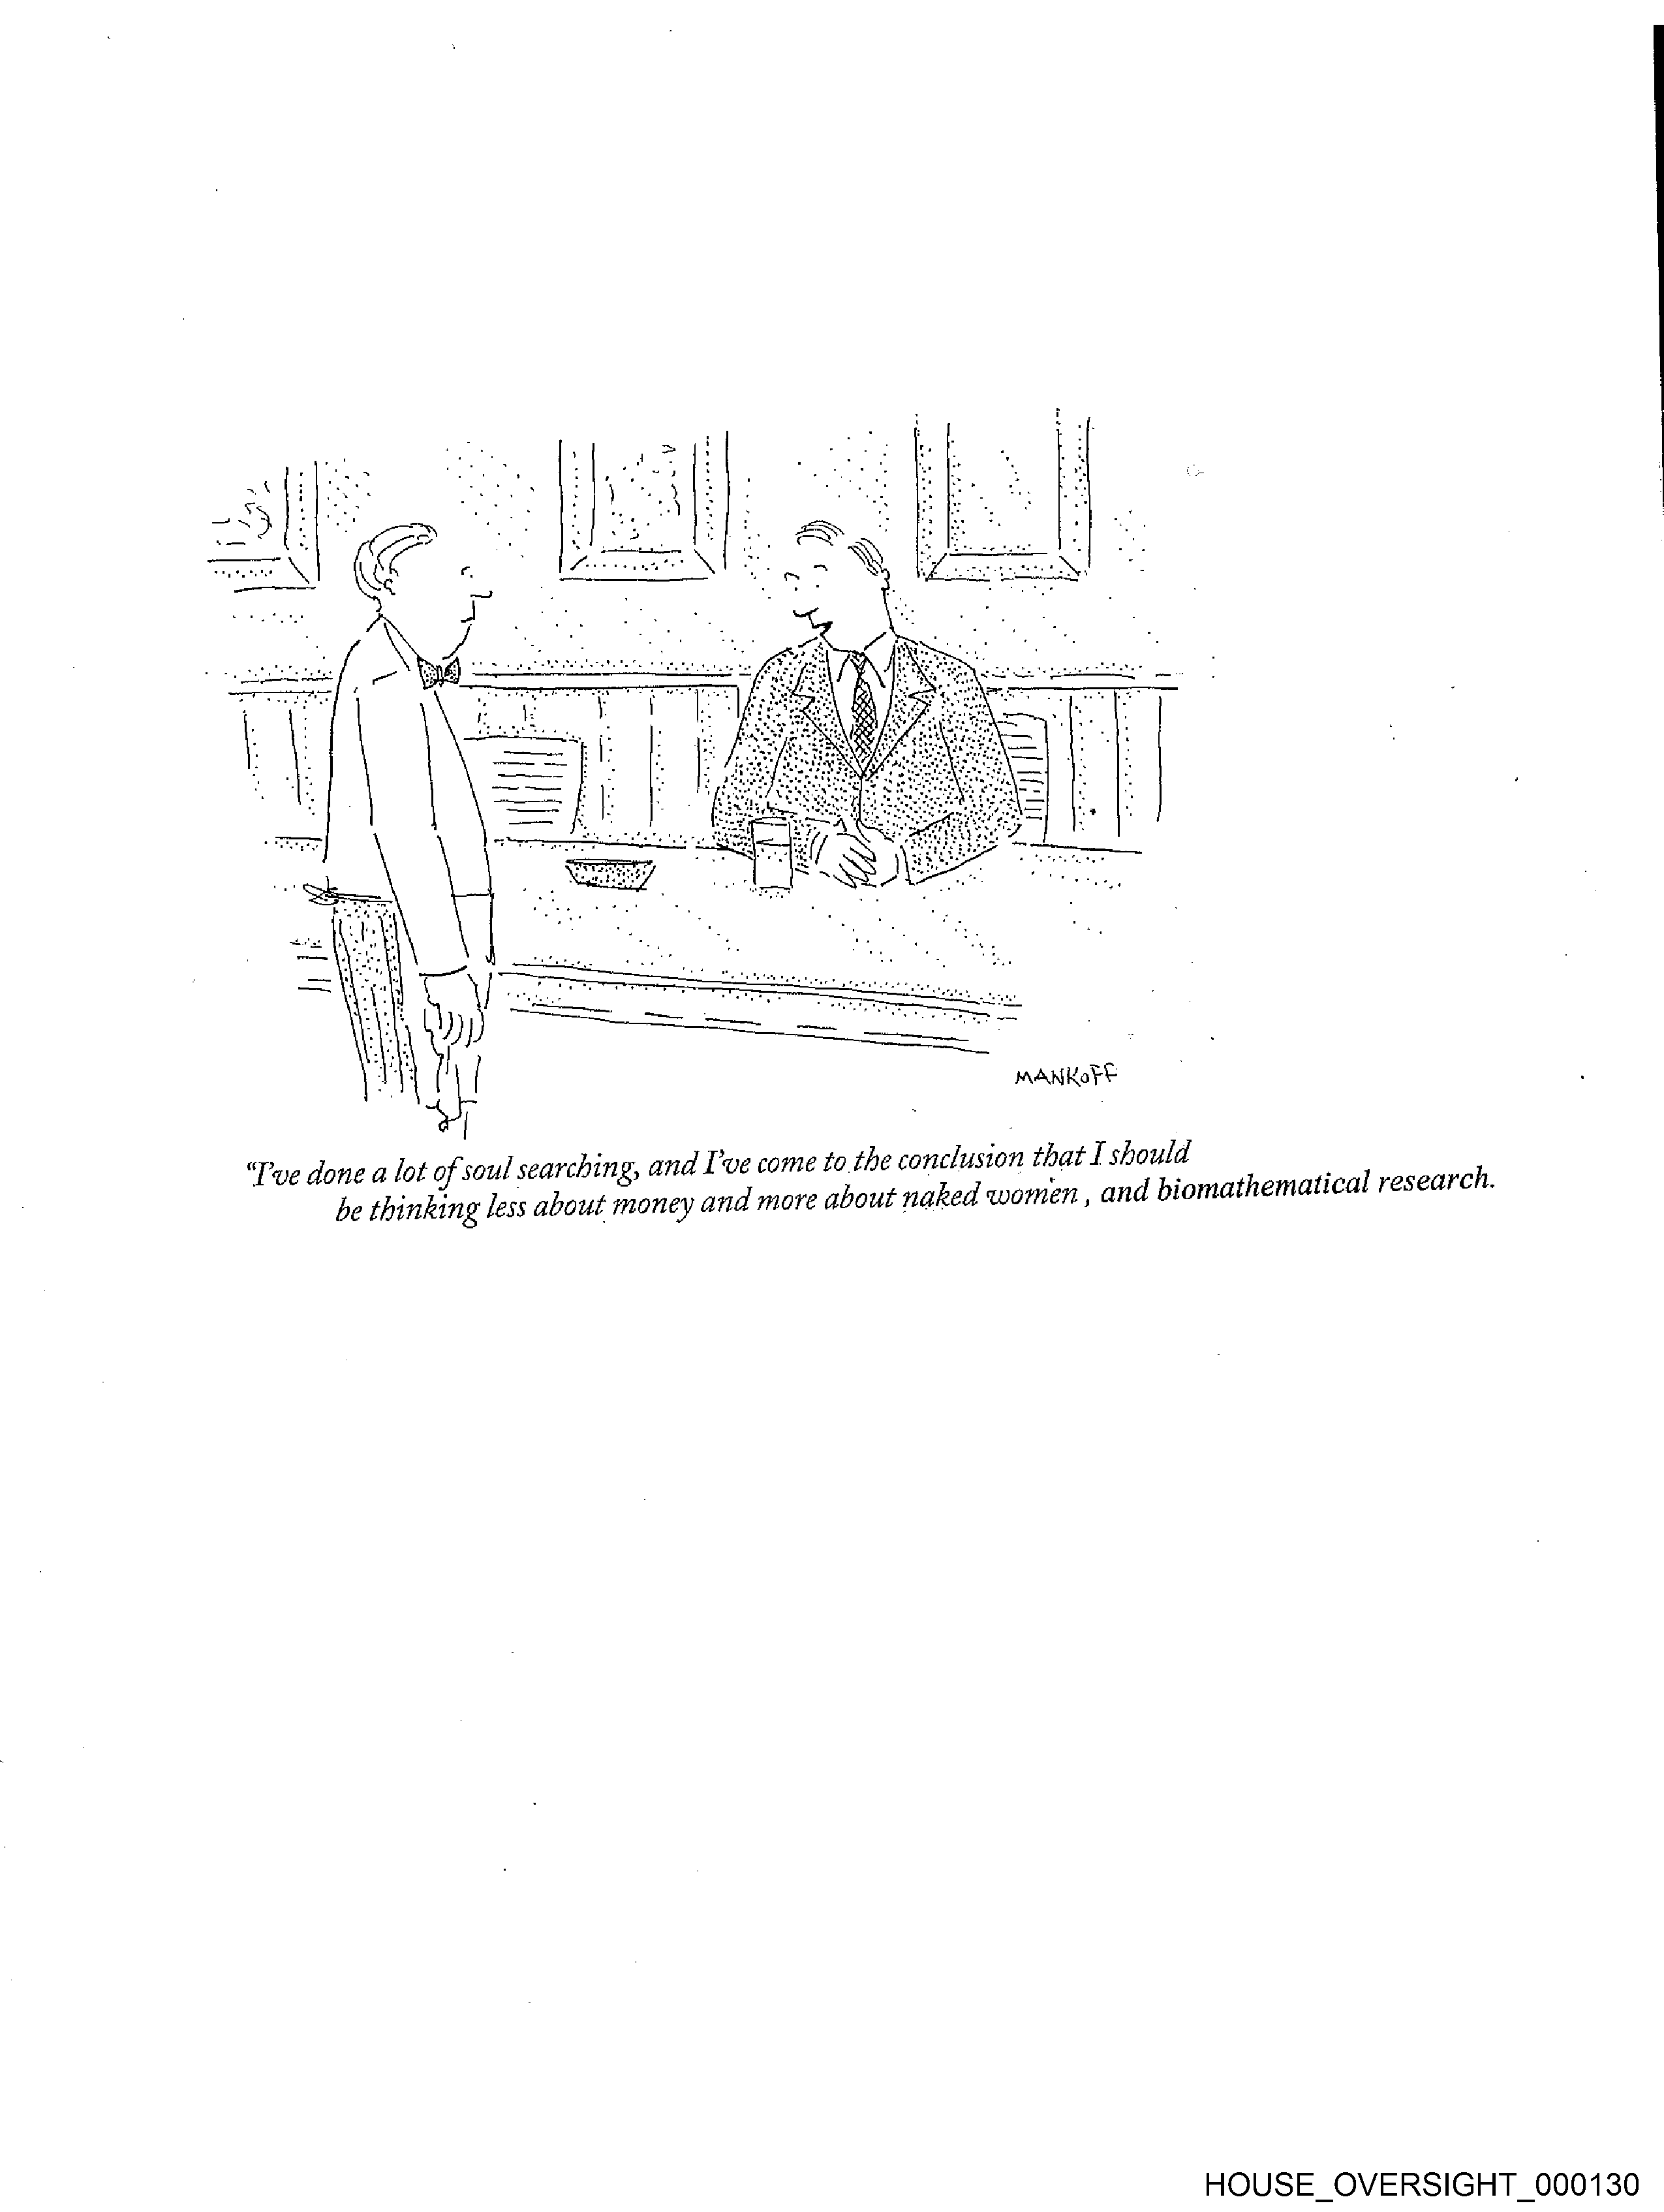 MANKOFF
“I’ve done a lot of soul searching, and I’ve come to the conclusion that I should
be thinking less about money and more about naked women , and biomathematical research.
HOUSE_OVERSIGHT_000130